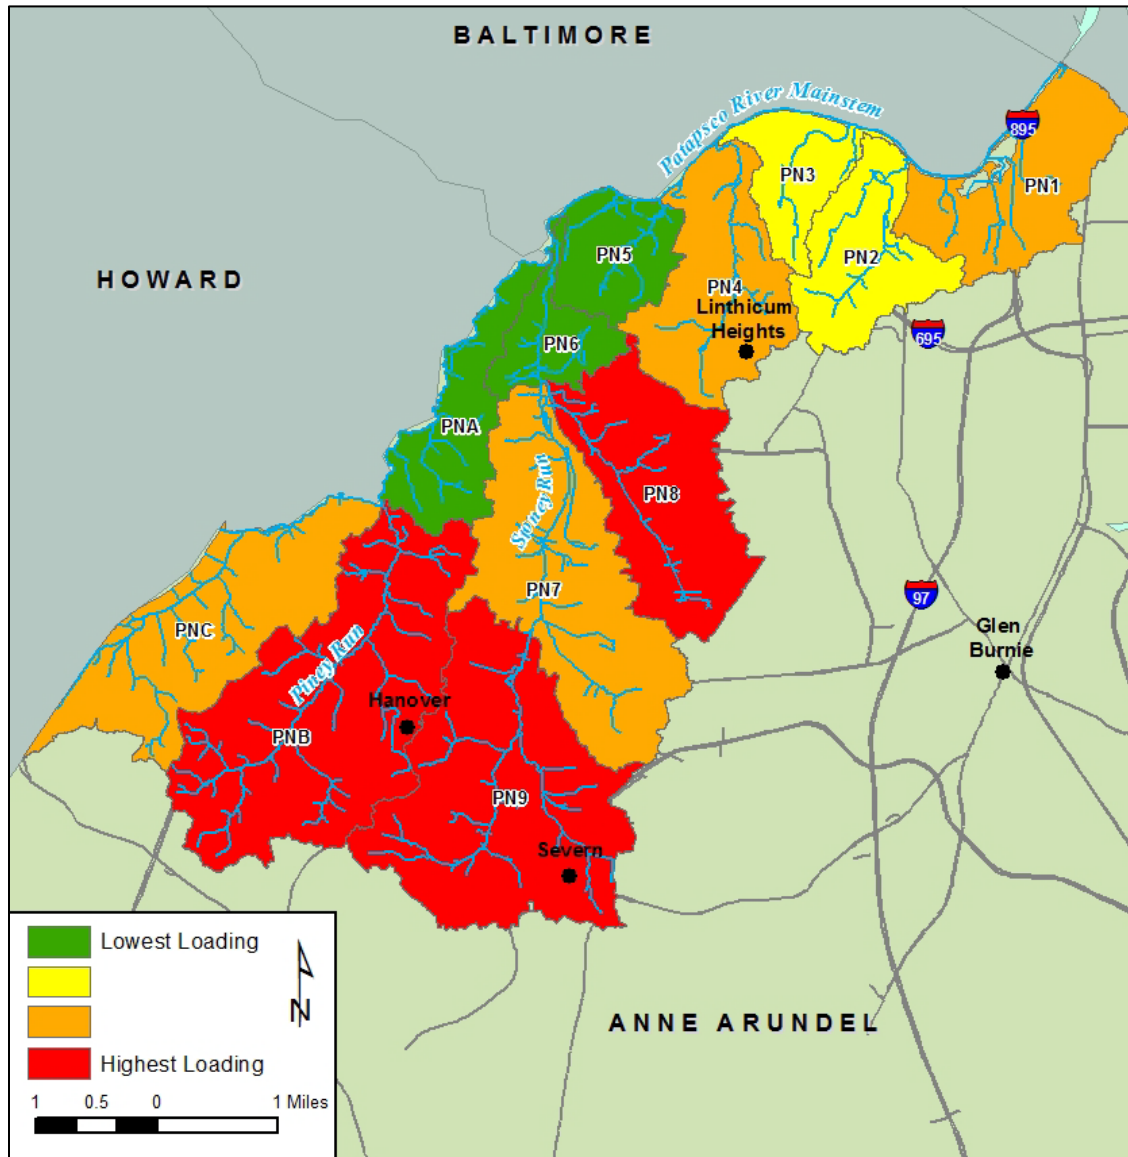 BALTIMORE
Patapsco River Mainstem
895
PN3
PN1
HOWARD
PN5
PN2
PN4
Linthicum
Heights
695
PN6
PNA
Stoney Run
PN8
97
PN7
PNC
Glen
Burnie
Piney Run
Hanover
PNB
PN9
Severn
Lowest Loading
Highest Loading
N
1 0.5 0 1 Miles
ANNE ARUNDEL